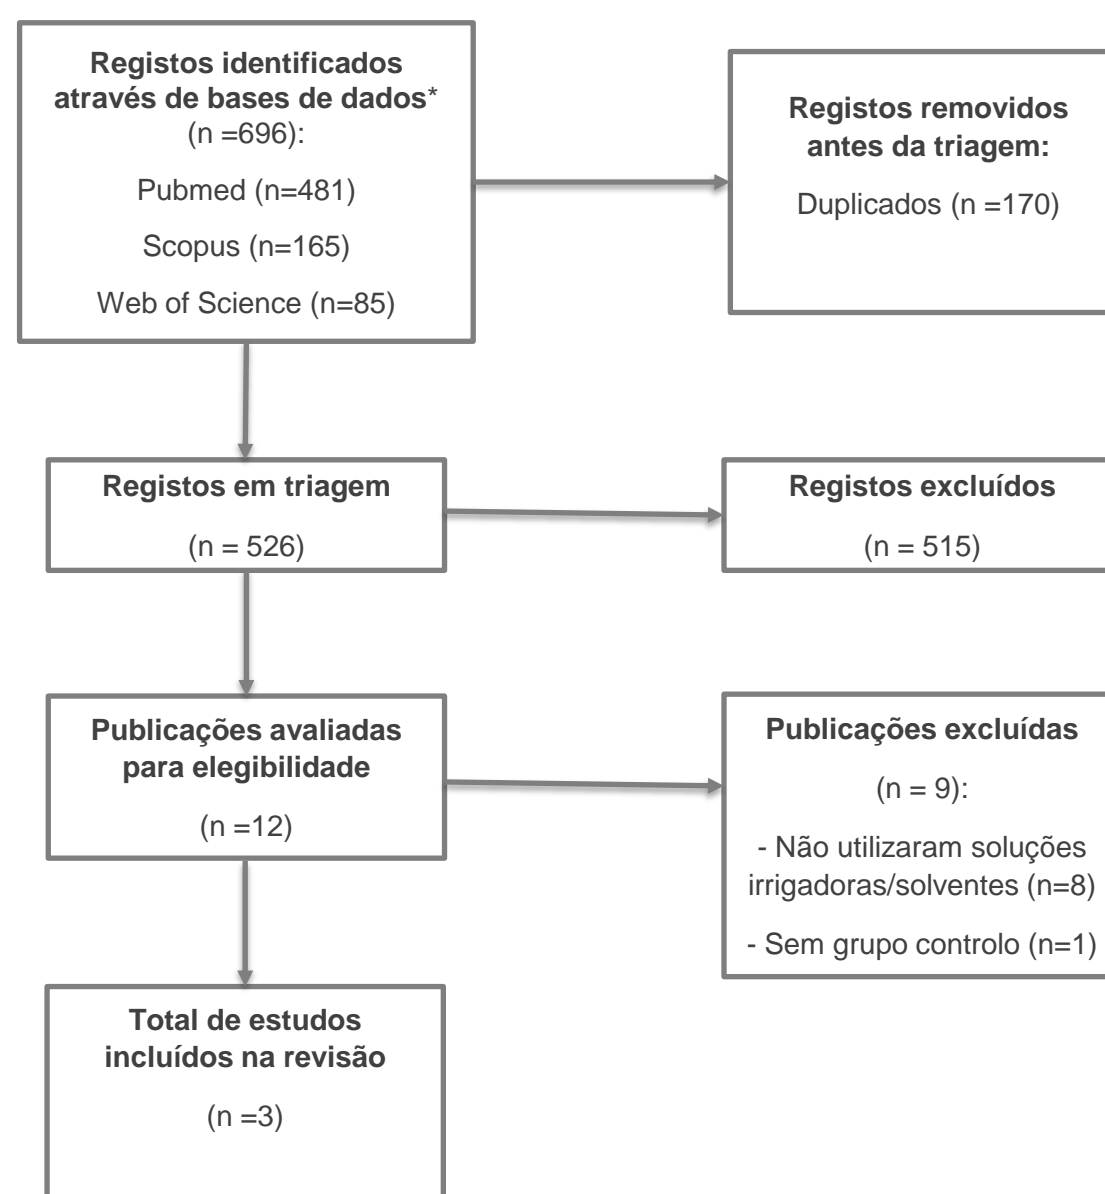 Registos identificados
através de bases de dados*
(n =696):
Pubmed (n=481)
Scopus (n=165)
Web of Science (n=85)
Registos removidos
antes da triagem:
Duplicados (n =170)
Registos em triagem
(n = 526)
Registos excluídos
(n = 515)
Publicações avaliadas
para elegibilidade
(n =12)
Publicações excluídas
(n = 9):
- Não utilizaram soluções
irrigadoras/solventes (n=8)
- Sem grupo controlo (n=1)
Total de estudos
incluídos na revisão
(n =3)